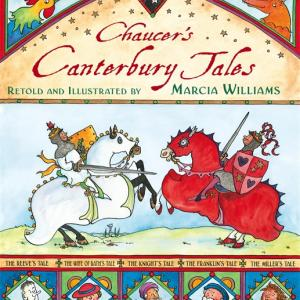 Chaucer's
Canterbury Tales
RETOLD AND ILLUSTRATED BY MARCIA WILLIAMS
THE REEVE'S TALE THE WIFE OF BATH'S TALE THE KNIGHT'S TALE THE FRANKLIN'S TALE THE MILLER'S TALE